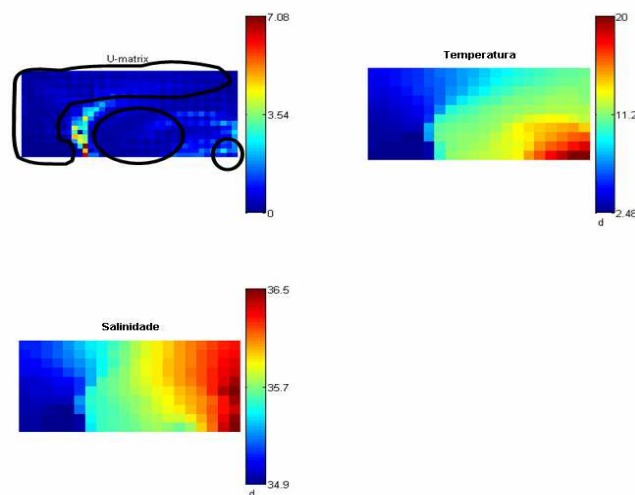 U-matrix
7.08
3.54
0
Temperatura
20
11.2
2.48
d
Salinidade
36.5
35.7
34.9
d